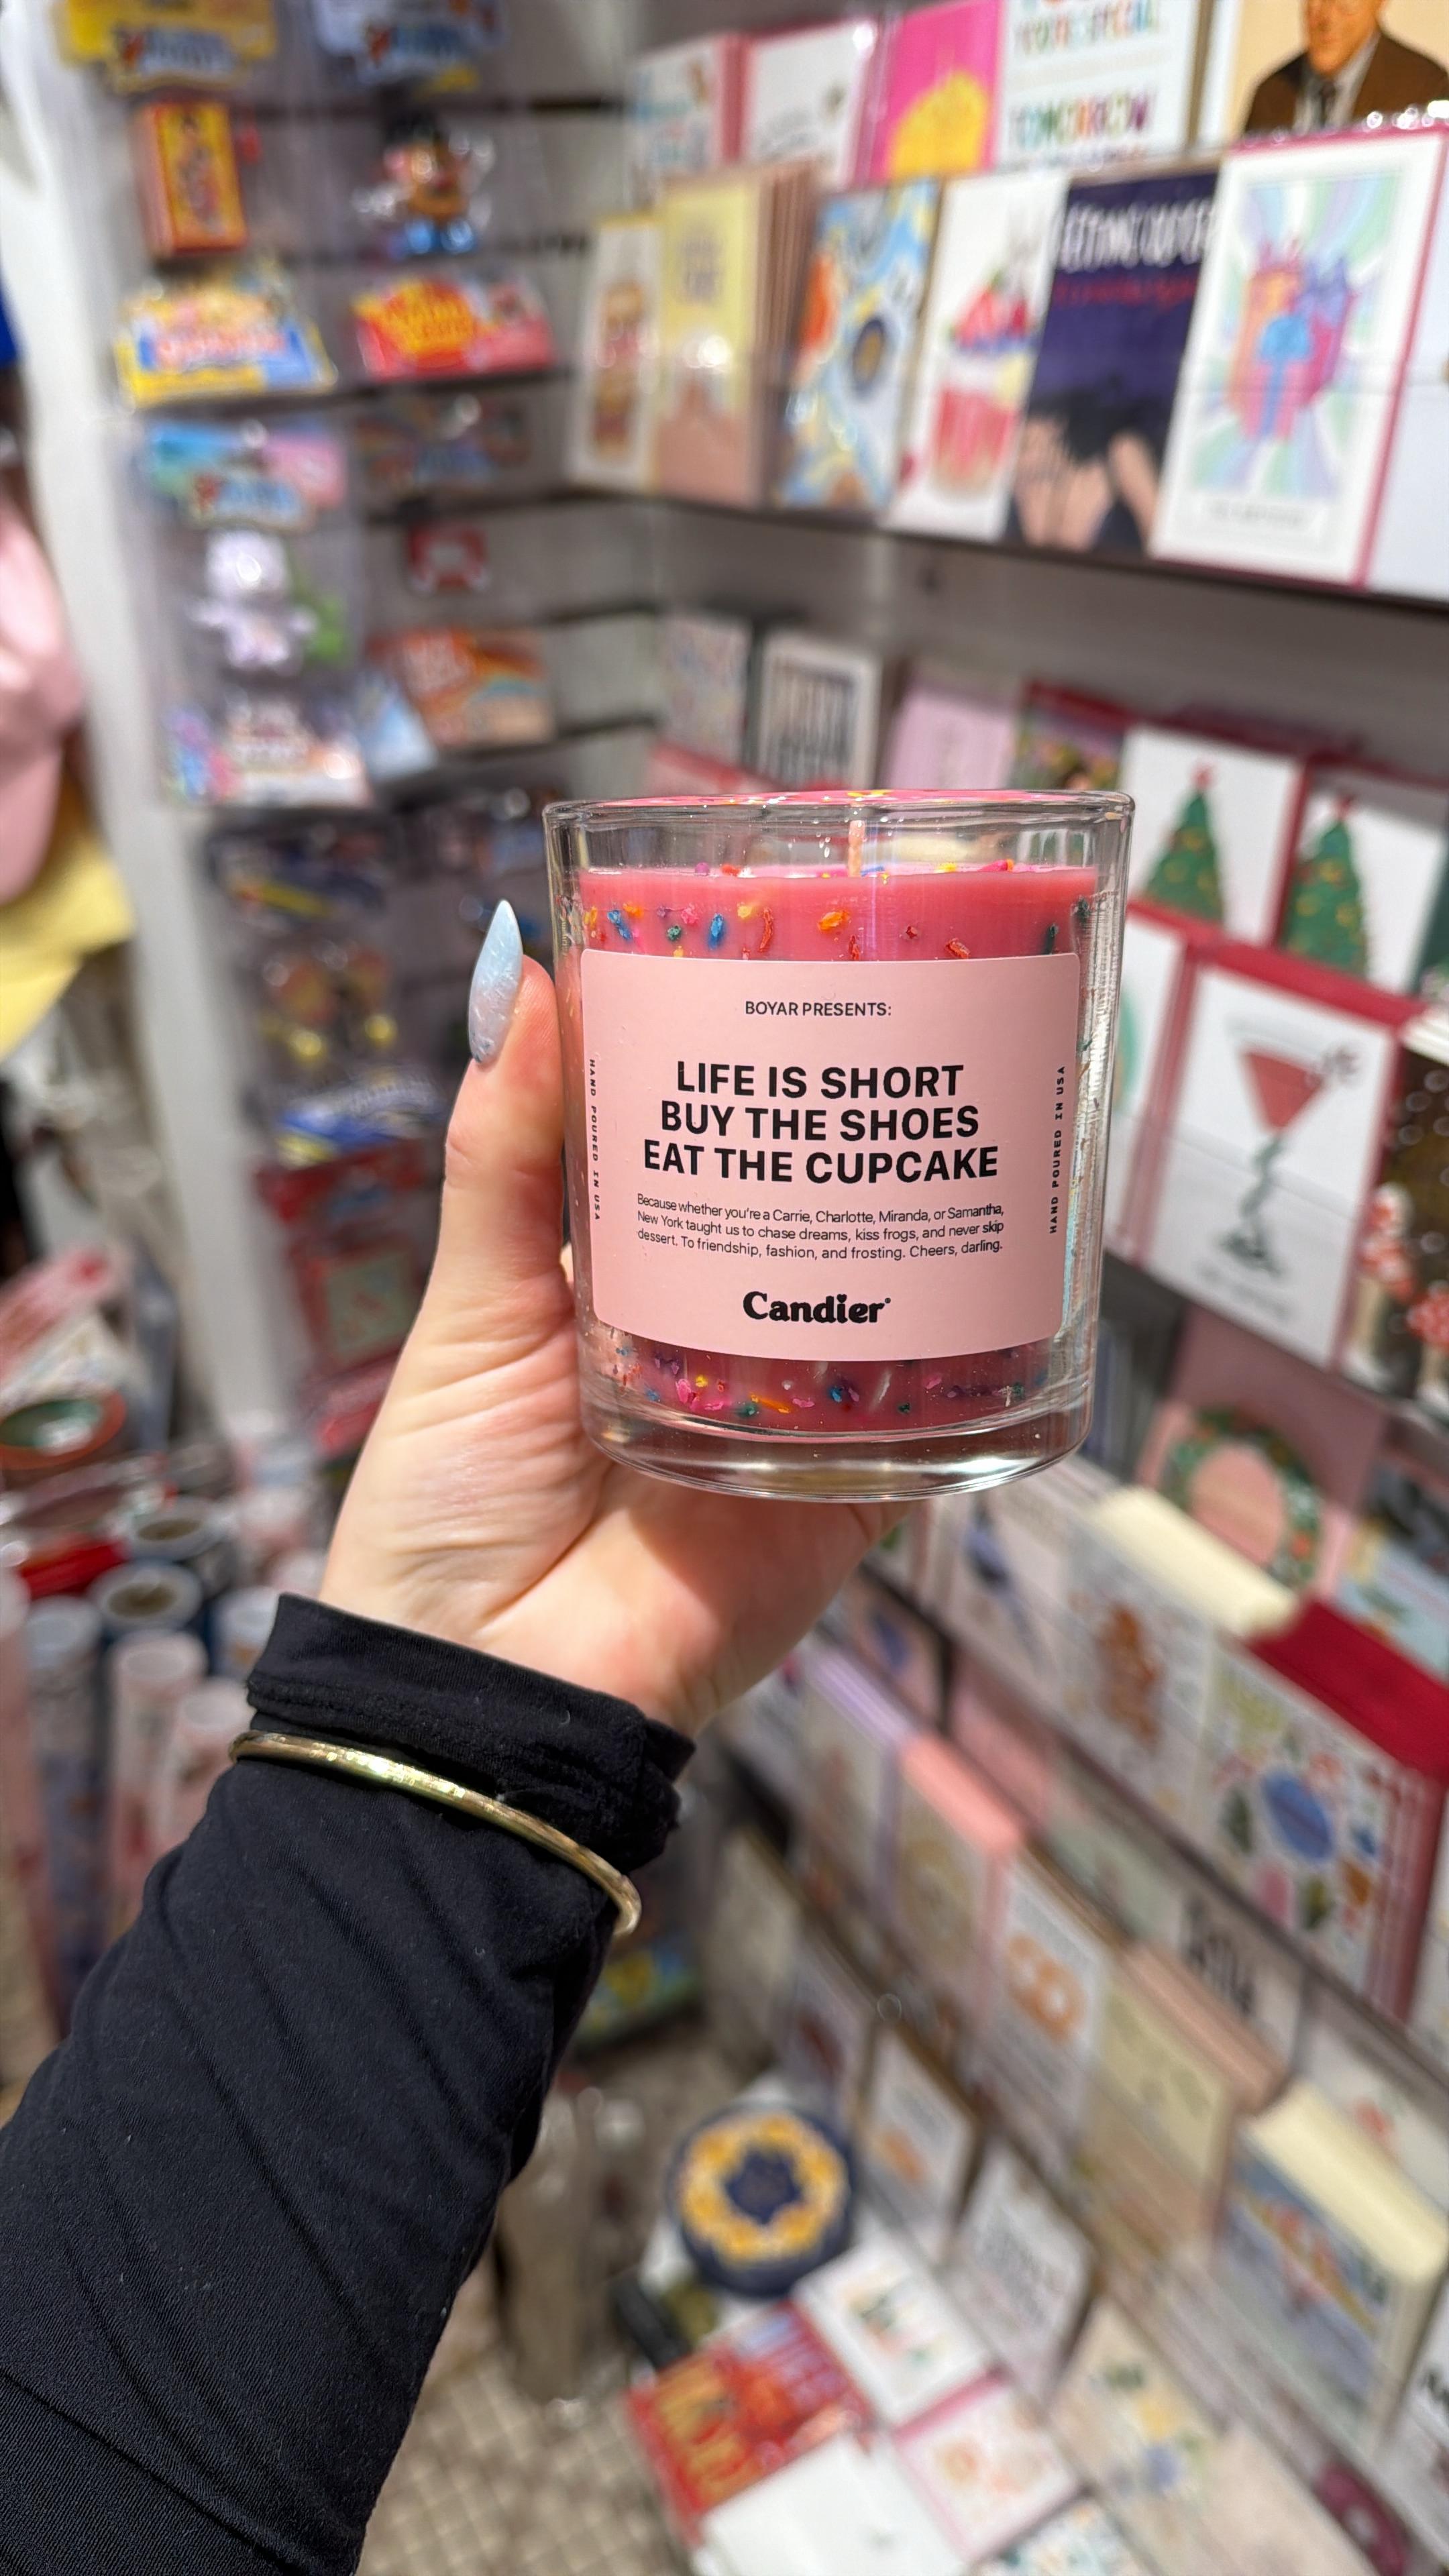 BOYAR PRESENTS:
LIFE IS SHORT
BUY THE SHOES
EAT THE CUPCAKE
Because whether you're a Carrie, Charlotte, Miranda, or Samantha,
New York taught us to chase dreams, kiss frogs, and never skip
dessert. To friendship, fashion, and frosting. Cheers, darling.
Candier
HAND POURED IN USA
HAND POURED IN USA
TOMORROW